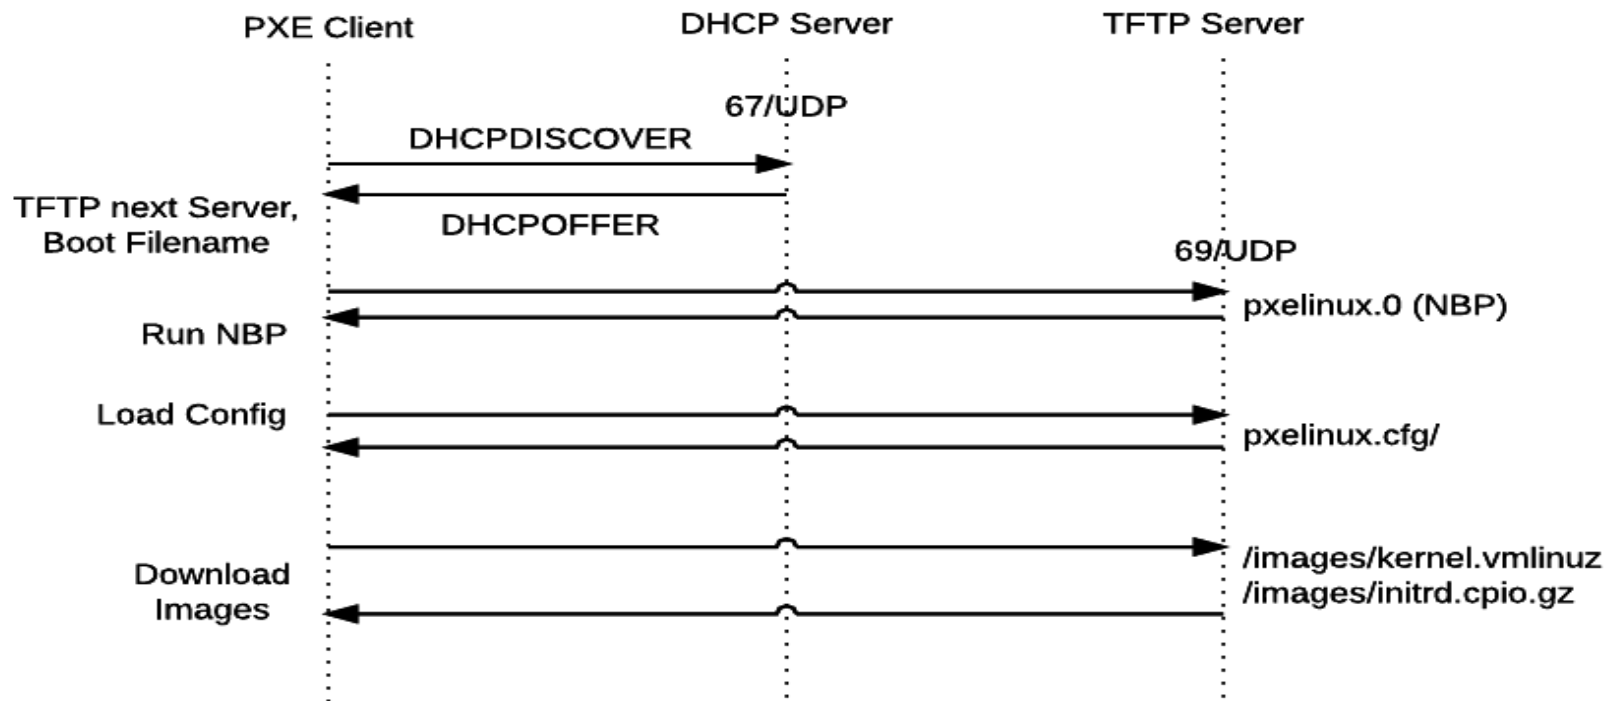 PXE Client
DHCP Server
TFTP Server
67/UDP
DHCPDISCOVER
TFTP next Server,
Boot Filename
DHCPOFFER
69/UDP
pxelinux.0 (NBP)
Run NBP
Load Config
pxelinux.cfg/
Download
Images
/images/kernel.vmlinuz
/images/initrd.cpio.gz